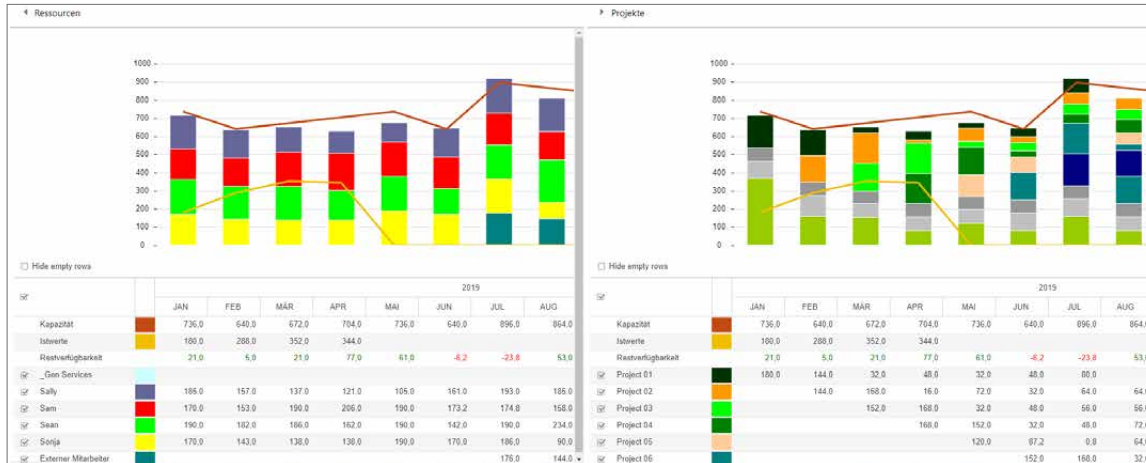 Ressourcen
1000
900
800
700
600
500
400
300
200
100
0
Hide empty rows
2019
JAN FEB MÄR APR MAI JUN JUL AUG
Kapazität 736,0 640,0 672,0 704,0 736,0 640,0 896,0 864,0
Istwerte 180,0 288,0 352,0 344,0
Restverfügbarkeit 21,0 5,0 21,0 77,0 61,0 -6,2 -23,8 53,0
_Gen Services
Sally 185,0 157,0 137,0 121,0 105,0 161,0 193,0 185,0
Sam 170,0 153,0 190,0 206,0 190,0 173,2 174,8 158,0
Sean 190,0 182,0 186,0 162,0 190,0 142,0 190,0 234,0
Sonja 170,0 143,0 138,0 138,0 190,0 170,0 186,0 90,0
Externer Mitarbeiter 176,0 144,0
Projekte
1000
900
800
700
600
500
400
300
200
100
0
Hide empty rows
2019
JAN FEB MÄR APR MAI JUN JUL AUG
Kapazität 736,0 640,0 672,0 704,0 736,0 640,0 896,0 864,0
Istwerte 180,0 288,0 352,0 344,0
Restverfügbarkeit 21,0 5,0 21,0 77,0 61,0 -6,2 -23,8 53,
Project 01 180,0 144,0 32,0 48,0 32,0 48,0 80,0
Project 02 144,0 168,0 16,0 72,0 32,0 64,0 64,
Project 03 152,0 168,0 32,0 48,0 56,0 56,
Project 04 168,0 152,0 32,0 48,0 72,
Project 05 120,0 87,2 0,8 64,
Project 06 152,0 168,0 32,